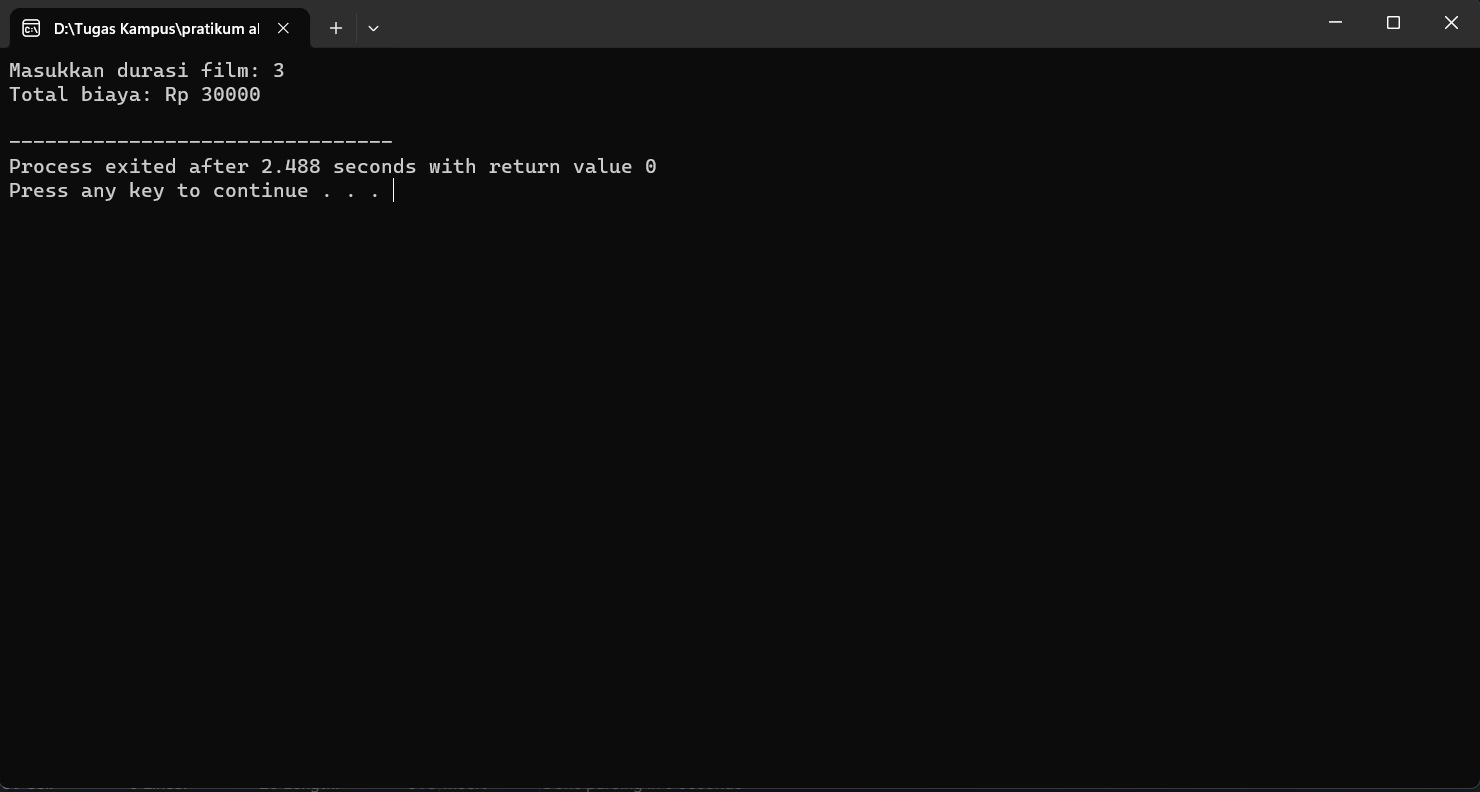 D:\Tugas Kampus\pratikum al
Masukkan durasi film: 3
Total biaya: Rp 30000
--------------------------------
Process exited after 2.488 seconds with return value 0
Press any key to continue . . .